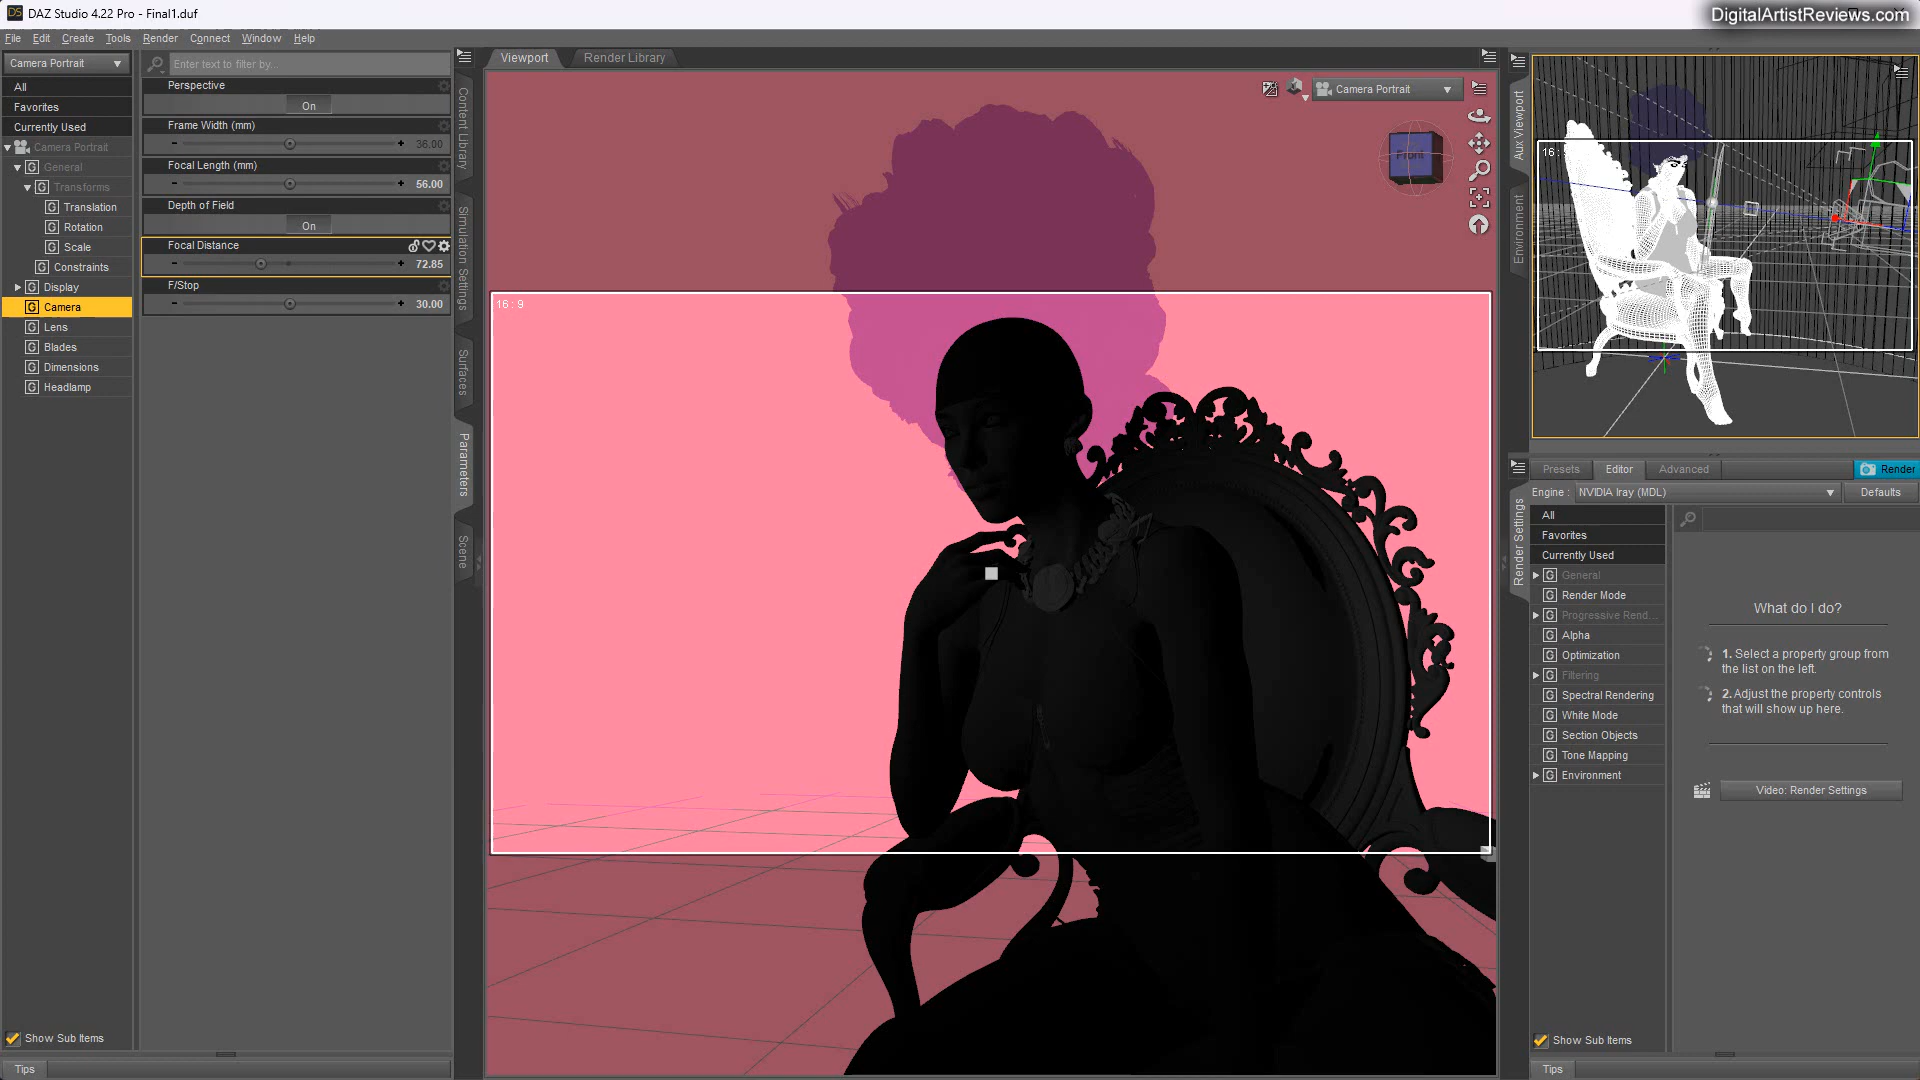 DAZ Studio 4.22 Pro - Final1.duf
DigitalArtistReviews.com
File Edit Create Tools Render Connect Window Help
Camera Portrait
All
Favorites
Currently Used
Camera Portrait
General
Transforms
Translation
Rotation
Scale
Constraints
Display
Camera
Lens
Blades
Dimensions
Headlamp
Show Sub Items
Tips
Enter text to filter by...
Perspective
On
Frame Width (mm)
36.00
Focal Length (mm)
56.00
Depth of Field
On
Focal Distance
72.85
F/Stop
30.00
Content Library
Simulation Settings
Surfaces
Parameters
Scene
Viewport Render Library
Camera Portrait
Front
16 : 9
Aux Viewport
Environment
16 :
Render Settings
Presets Editor Advanced Render
Engine : NVIDIA Iray (MDL) Defaults
All
Favorites
Currently Used
General
Render Mode
Progressive Rend...
Alpha
Optimization
Filtering
Spectral Rendering
White Mode
Section Objects
Tone Mapping
Environment
What do I do?
1. Select a property group from
the list on the left.
2. Adjust the property controls
that will show up here.
Video: Render Settings
Show Sub Items
Tips